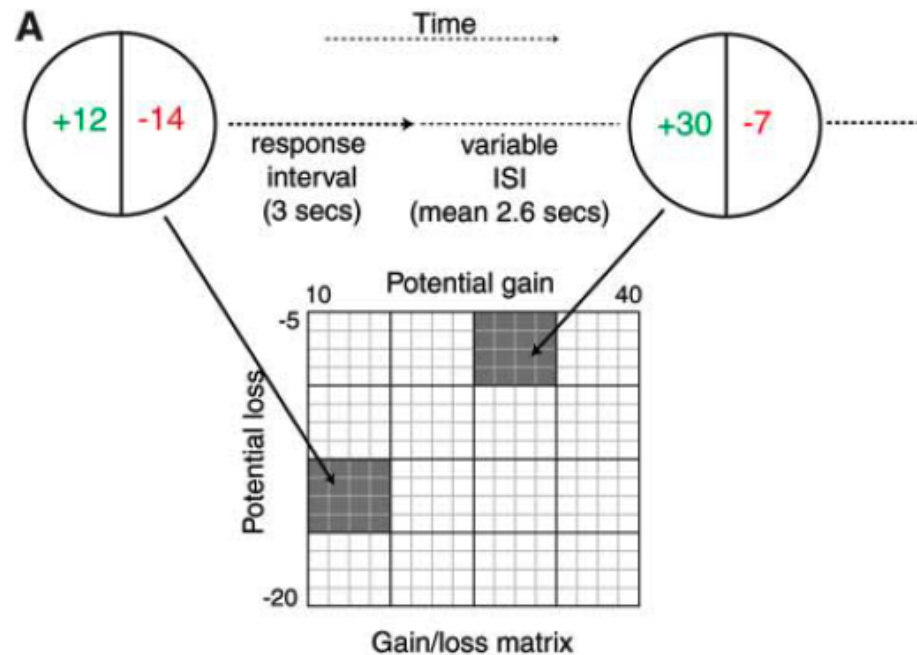 A
Time
+12 -14
+30 -7
response
interval
(3 secs)
variable
ISI
(mean 2.6 secs)
Potential gain
10 40
-5
Potential loss
-20
Gain/loss matrix